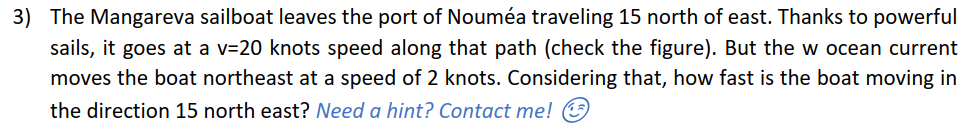 3) The Mangareva sailboat leaves the port of Nouméa traveling 15 north of east. Thanks to powerful
sails, it goes at a v=20 knots speed along that path (check the figure). But the w ocean current
moves the boat northeast at a speed of 2 knots. Considering that, how fast is the boat moving in
the direction 15 north east? Need a hint? Contact me! 😉